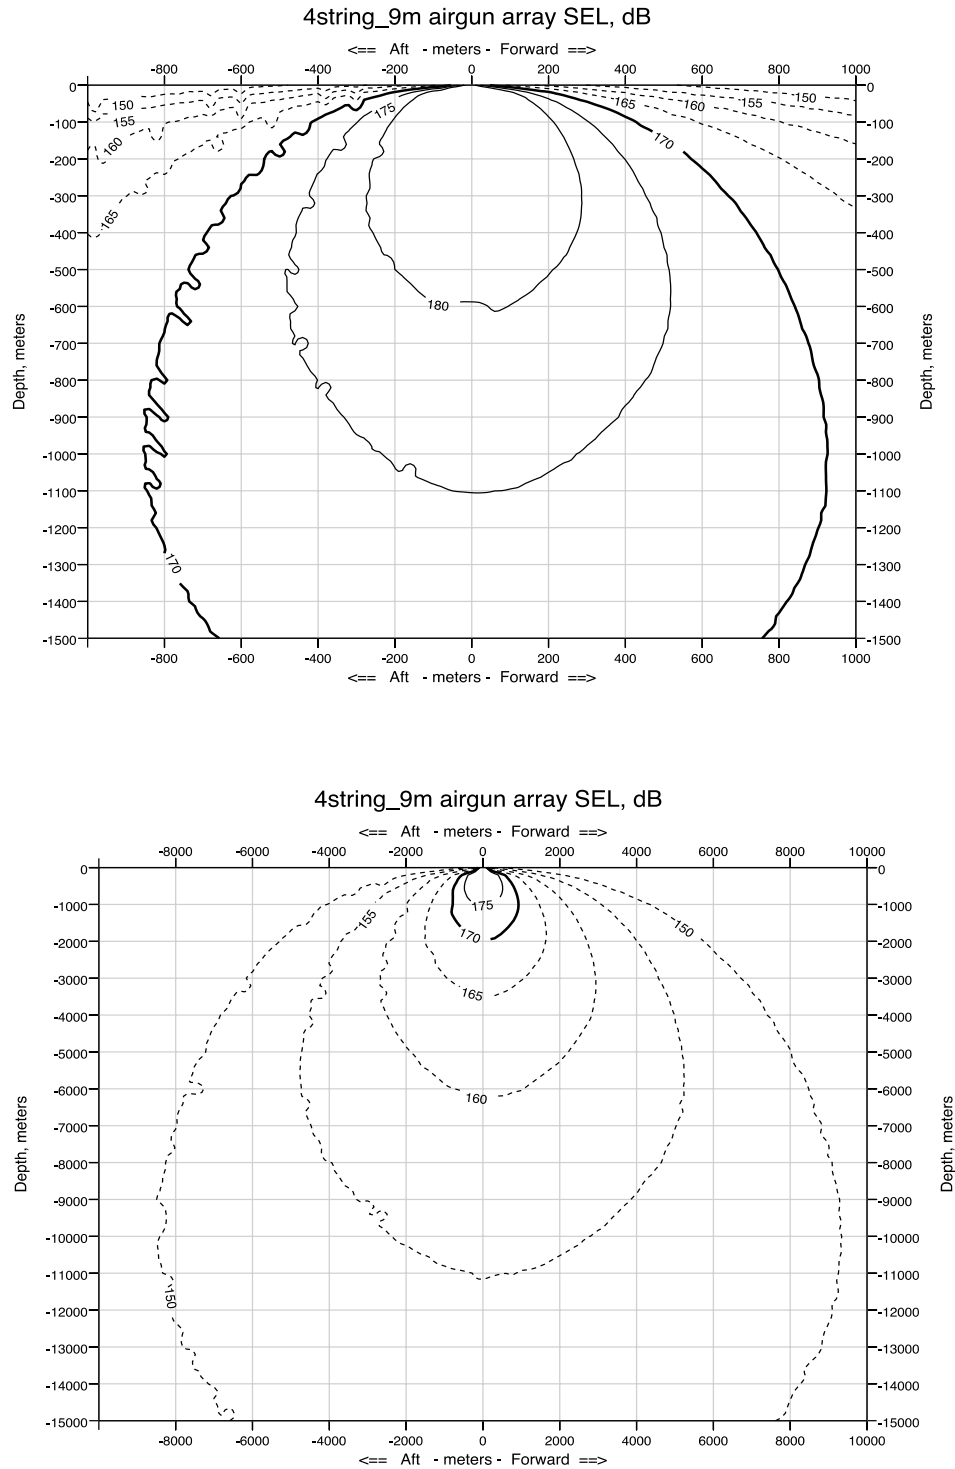 4string_9m airgun array SEL, dB
<== Aft - meters - Forward ==>
-800 -600 -400 -200 0 200 400 600 800 1000
0 150 175 165 160 155 150 0
-100 155 170 -100
-200 160 -200
-300 165 -300
-400 -400
-500 -500
-600 180 -600
-700 -700
Depth, meters Depth, meters
-800 -800
-900 -900
-1000 -1000
-1100 -1100
-1200 -1200
-1300 170 -1300
-1400 -1400
-1500 -1500
-800 -600 -400 -200 0 200 400 600 800 1000
<== Aft - meters - Forward ==>
4string_9m airgun array SEL, dB
<== Aft - meters - Forward ==>
-8000 -6000 -4000 -2000 0 2000 4000 6000 8000 10000
0 0
-1000 155 175 150 -1000
-2000 170 -2000
-3000 165 -3000
-4000 -4000
-5000 -5000
-6000 160 -6000
-7000 -7000
Depth, meters Depth, meters
-8000 -8000
-9000 -9000
-10000 -10000
-11000 -11000
-12000 150 -12000
-13000 -13000
-14000 -14000
-15000 -15000
-8000 -6000 -4000 -2000 0 2000 4000 6000 8000 10000
<== Aft - meters - Forward ==>